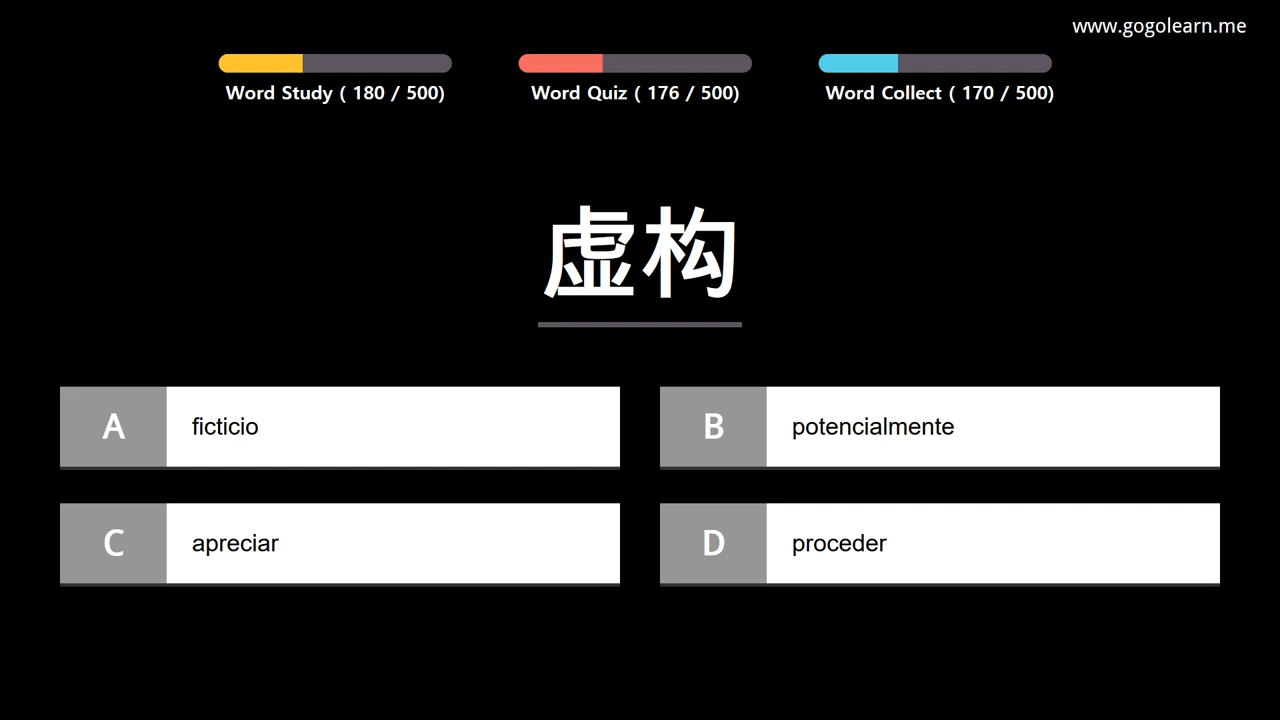 www.gogolearn.me
Word Study ( 180 / 500)
Word Quiz ( 176 / 500)
Word Collect ( 170 / 500)
虚构
A ficticio
B potencialmente
C apreciar
D proceder